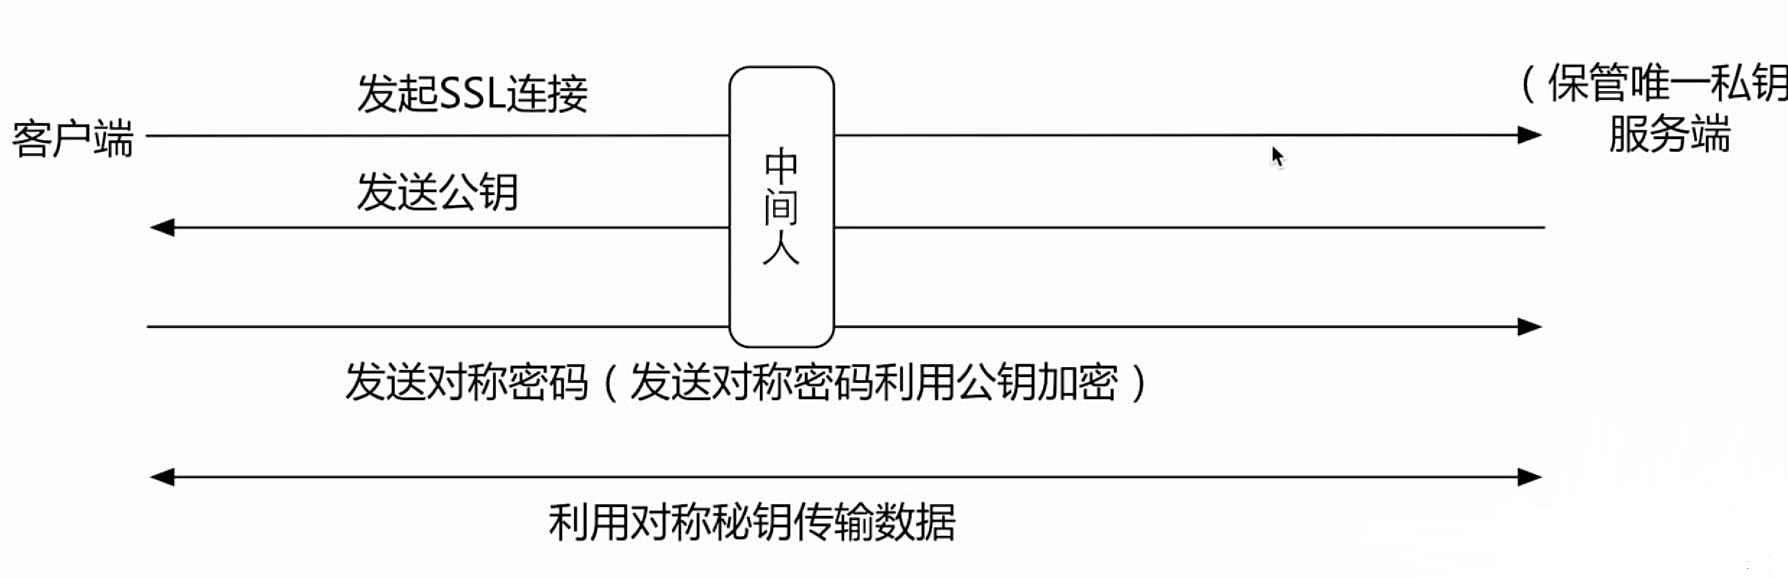 发起SSL连接
（保管唯一私钥
客户端
服务端
中间人
发送公钥
发送对称密码（发送对称密码利用公钥加密）
利用对称秘钥传输数据